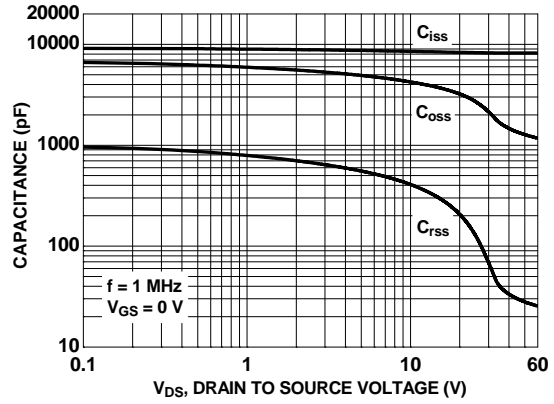 20000
10000
1000
100
10
CAPACITANCE (pF)
Ciss
Coss
Crss
f = 1 MHz
VGS = 0 V
0.1
1
10
60
VDS, DRAIN TO SOURCE VOLTAGE (V)